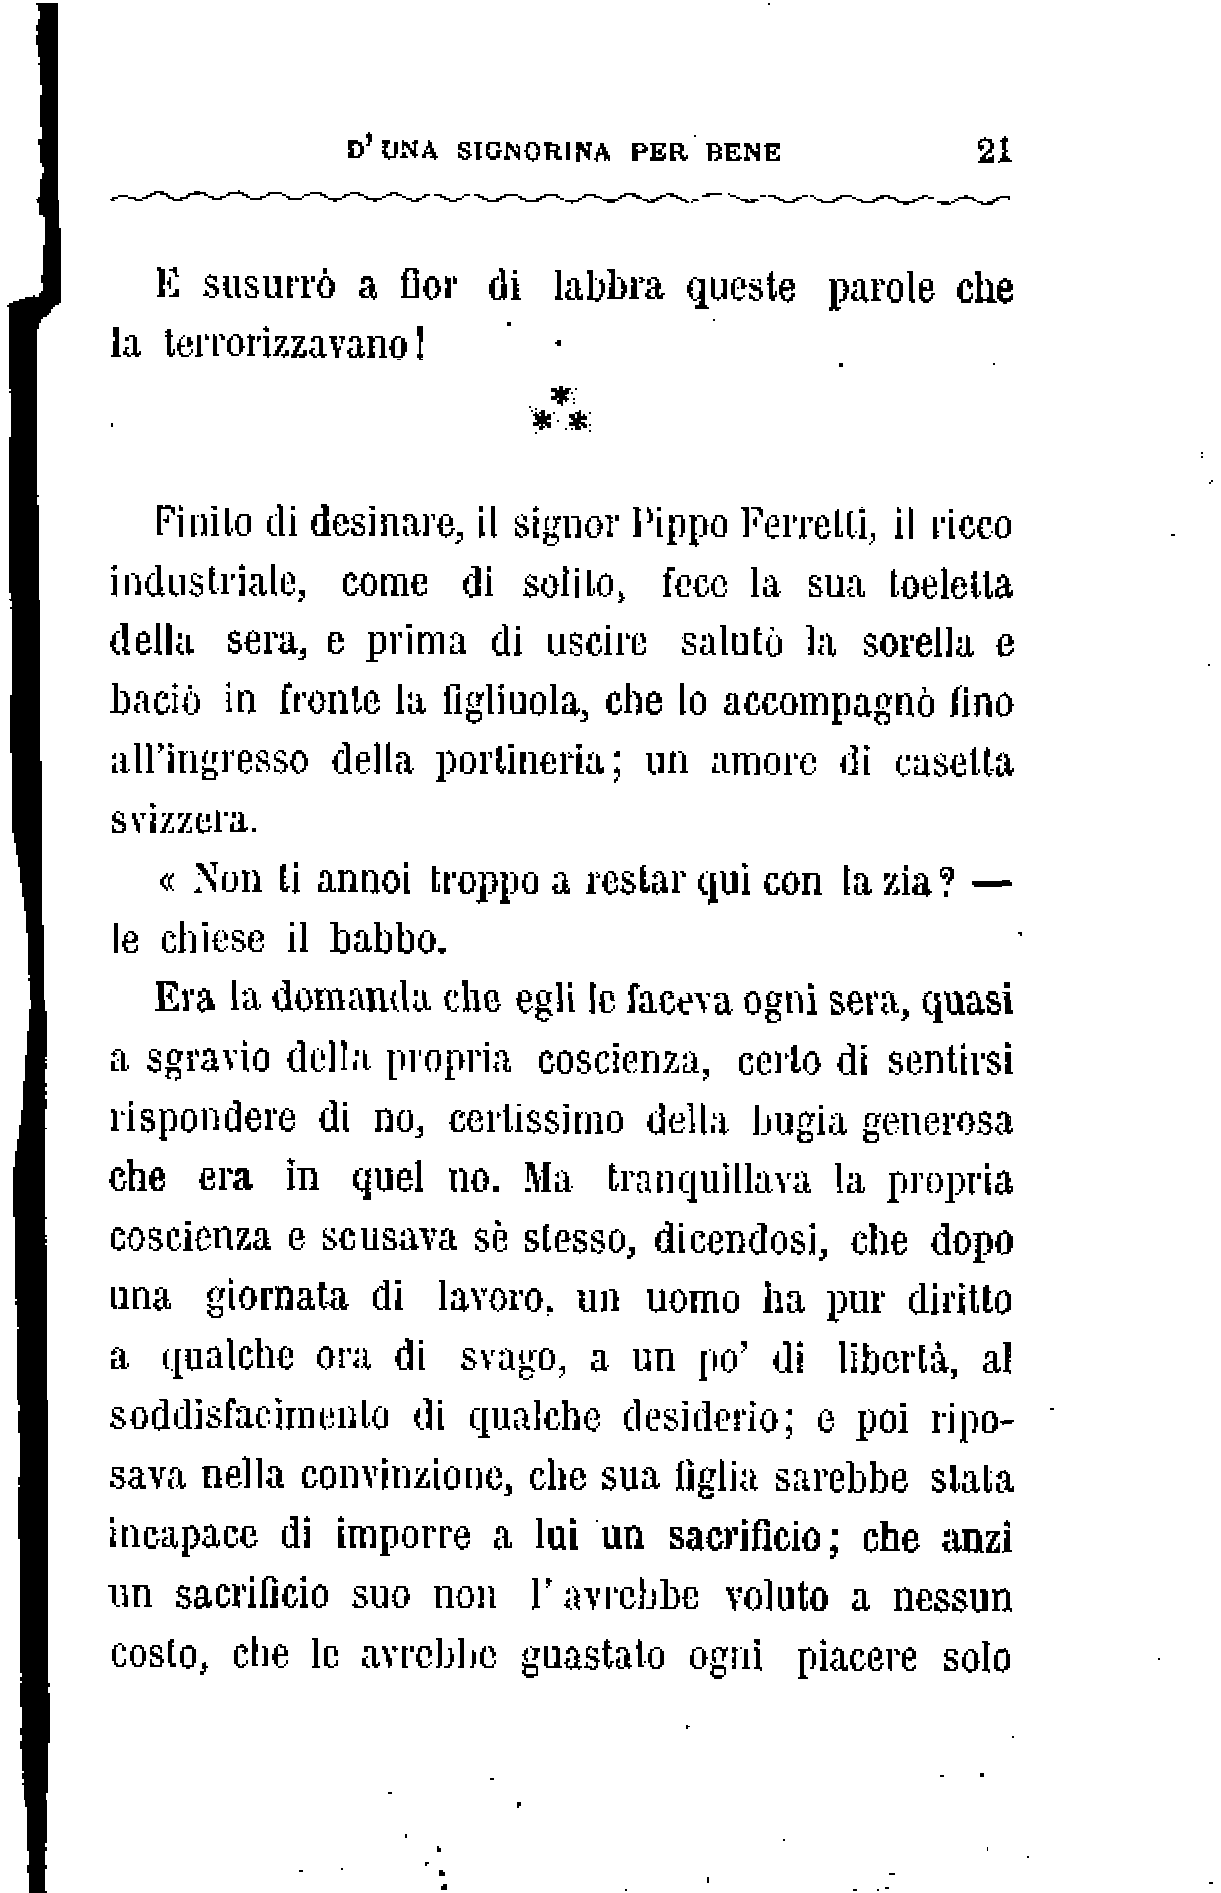 D' UNA SIGNORINA PER BENE 21
E susurrò a fior di labbra queste parole che
la terrorizzavano!
*
* *
Finito di desinare, il signor Pippo Ferretti, il ricco
industriale, come di solito, fece la sua toeletta
della sera, e prima di uscire salutò la sorella e
baciò in fronte la figliuola, che lo accompagnò fino
all'ingresso della portineria; un amore di casetta
svizzera.
« Non ti annoi troppo a restar qui con la zia? —
le chiese il babbo.
Era la domanda che egli le faceva ogni sera, quasi
a sgravio della propria coscienza, certo di sentirsi
rispondere di no, certissimo della bugia generosa
che era in quel no. Ma tranquillava la propria
coscienza e scusava sè stesso, dicendosi, che dopo
una giornata di lavoro, un uomo ha pur diritto
a qualche ora di svago, a un po' di libertà, al
soddisfacimento di qualche desiderio; e poi ripo-
sava nella convinzione, che sua figlia sarebbe stata
incapace di imporre a lui un sacrificio; che anzi
un sacrificio suo non l' avrebbe voluto a nessun
costo, che le avrebbe guastato ogni piacere solo